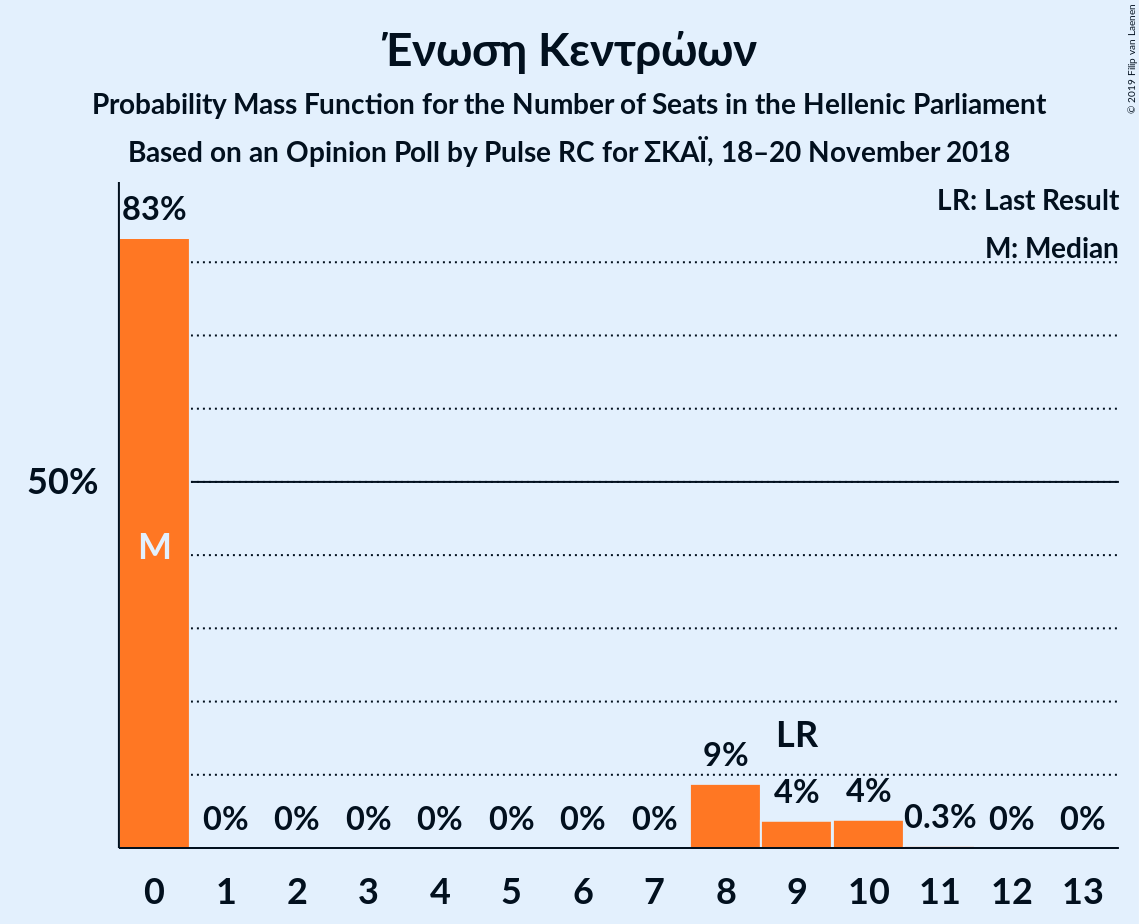 Ένωση Κεντρώων
Probability Mass Function for the Number of Seats in the Hellenic Parliament
Based on an Opinion Poll by Pulse RC for ΣΚΑΪ, 18–20 November 2018
© 2019 Filip van Laenen
LR: Last Result
M: Median
83%
50%
M
LR
9%
4%
4%
0% 0% 0% 0% 0% 0% 0% 0.3% 0% 0%
0 1 2 3 4 5 6 7 8 9 10 11 12 13